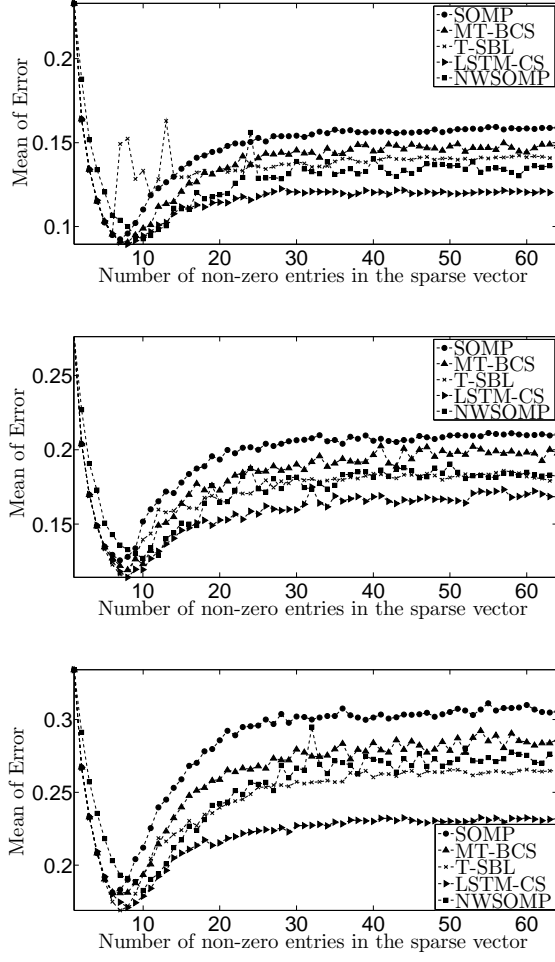 0.2
0.15
0.1
Mean of Error
SOMP
MT-BCS
T-SBL
LSTM-CS
NWSOMP
10 20 30 40 50 60
Number of non-zero entries in the sparse vector
0.25
0.2
0.15
Mean of Error
SOMP
MT-BCS
T-SBL
LSTM-CS
NWSOMP
10 20 30 40 50 60
Number of non-zero entries in the sparse vector
0.3
0.25
0.2
Mean of Error
SOMP
MT-BCS
T-SBL
LSTM-CS
NWSOMP
10 20 30 40 50 60
Number of non-zero entries in the sparse vector